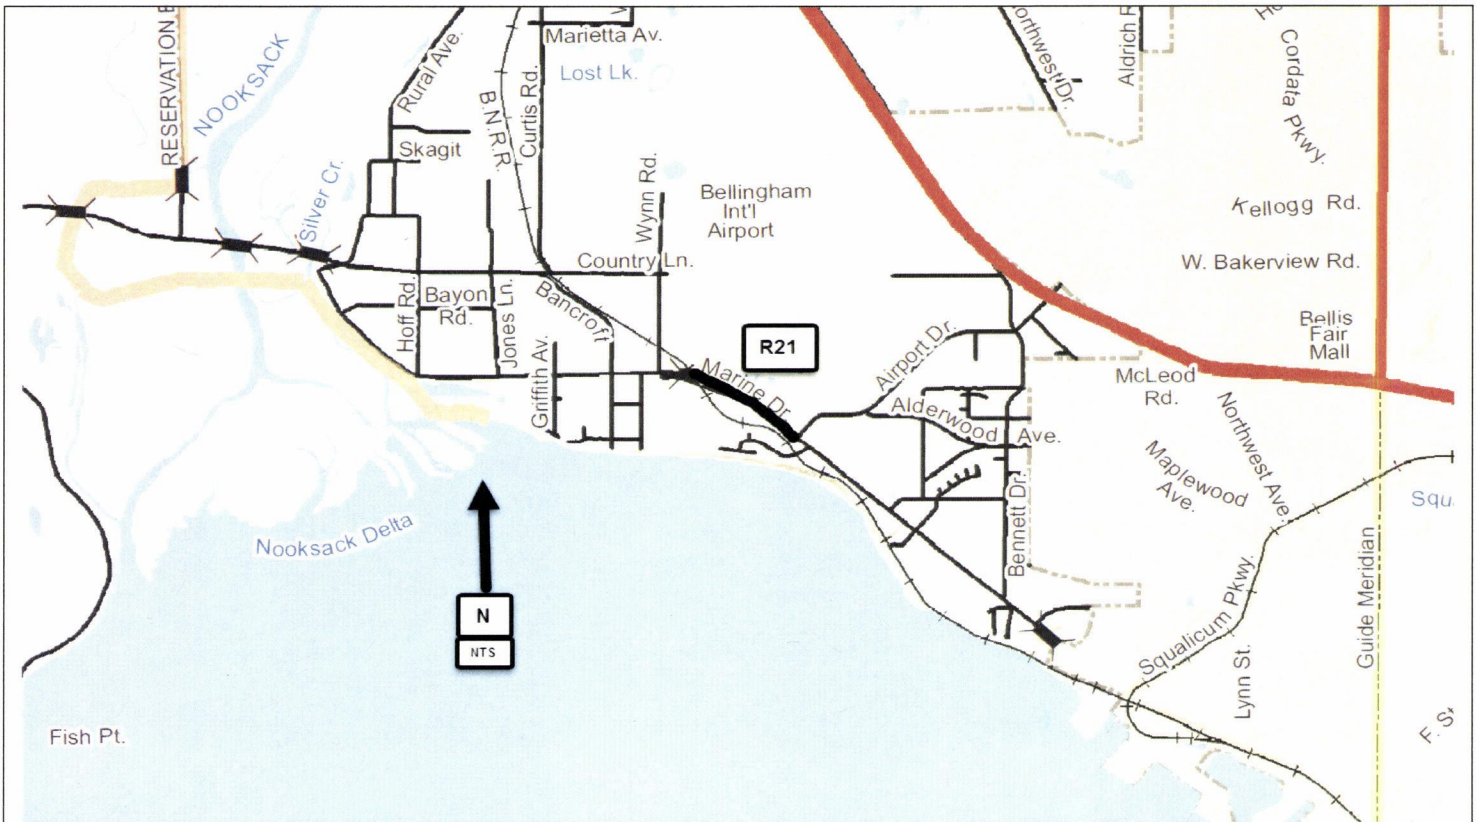 RESERVATION
NOOKSACK
Rural Ave.
Marietta Av.
Lost Lk.
B.N.R.R.
Curtis Rd.
Skagit
Silver Cr.
Wynn Rd.
Bellingham
Int'l
Airport
Country Ln.
Northwest Dr.
Aldrich R
Cordata Pkwy.
Kellogg Rd.
W. Bakerview Rd.
Bellis
Fair
Mall
Hoff Rd.
Bayon
Rd.
Jones Ln.
Bancroft
Griffith Av.
R21
Marine Dr.
Airport Dr.
Alderwood Ave.
McLeod
Rd.
Northwest Ave.
Maplewood
Ave.
Squ
Bennett Dr.
Nooksack Delta
N
NTS
Guide Meridian
Squalicum Pkwy.
Lynn St.
F. St
Fish Pt.